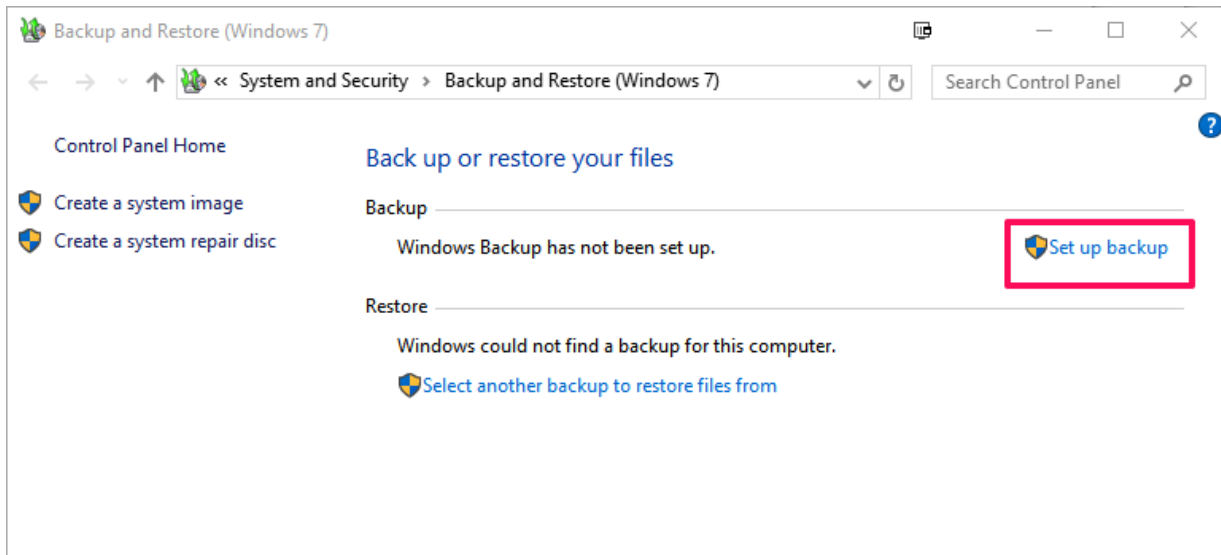 Backup and Restore (Windows 7)
« System and Security › Backup and Restore (Windows 7)
Search Control Panel
?
Control Panel Home
Back up or restore your files
Create a system image
Backup
Create a system repair disc
Windows Backup has not been set up.
Set up backup
Restore
Windows could not find a backup for this computer.
Select another backup to restore files from